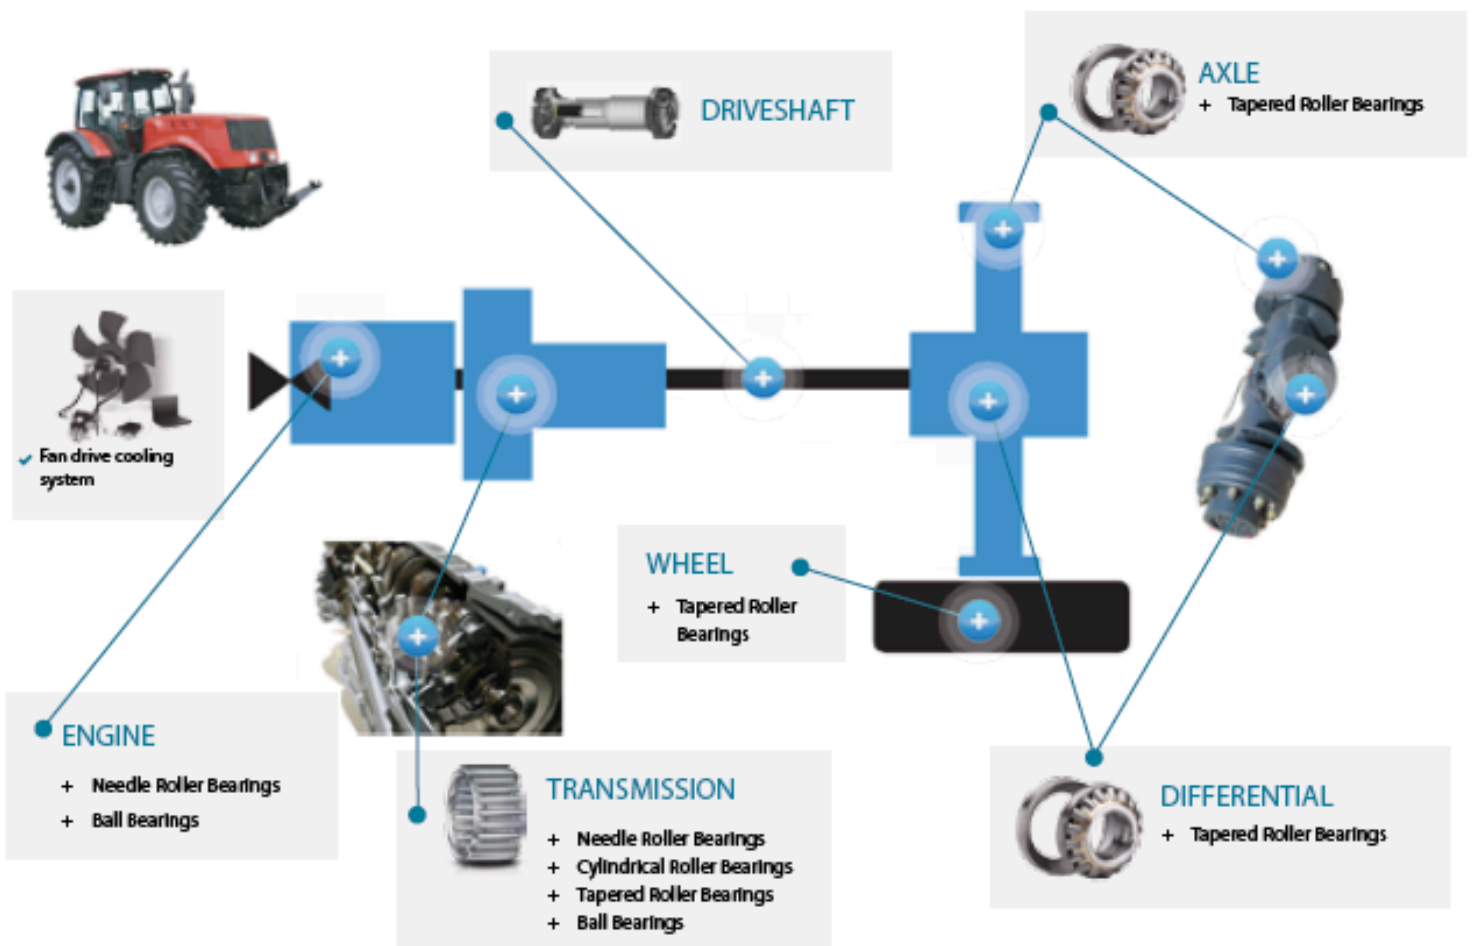 DRIVESHAFT
AXLE
+ Tapered Roller Bearings
Fan drive cooling
system
WHEEL
+ Tapered Roller
Bearings
ENGINE
+ Needle Roller Bearings
+ Ball Bearings
TRANSMISSION
+ Needle Roller Bearings
+ Cylindrical Roller Bearings
+ Tapered Roller Bearings
+ Ball Bearings
DIFFERENTIAL
+ Tapered Roller Bearings